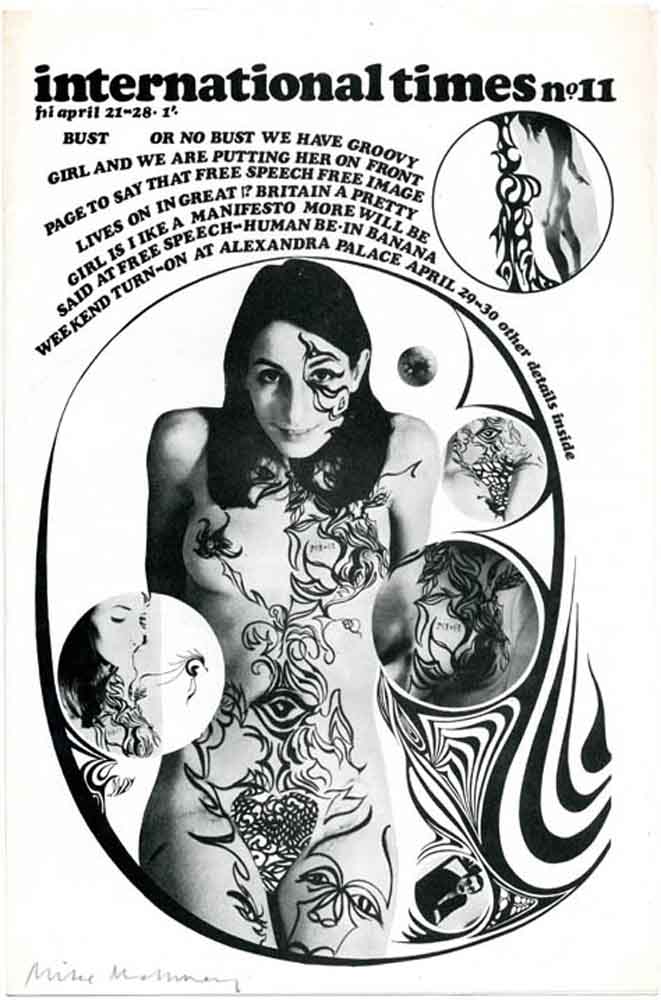 international times nº11
fri april 21-28· 1'·
BUST OR NO BUST WE HAVE GROOVY
GIRL AND WE ARE PUTTING HER ON FRONT
PAGE TO SAY THAT FREE SPEECH FREE IMAGE
LIVES ON IN GREAT !? BRITAIN A PRETTY
GIRL IS lIKE A MANIFESTO MORE WILL BE
SAID AT FREE SPEECH-HUMAN BE·IN BANANA
WEEKEND TURN-ON AT ALEXANDRA PALACE APRIL 29-30 other details inside
Mike